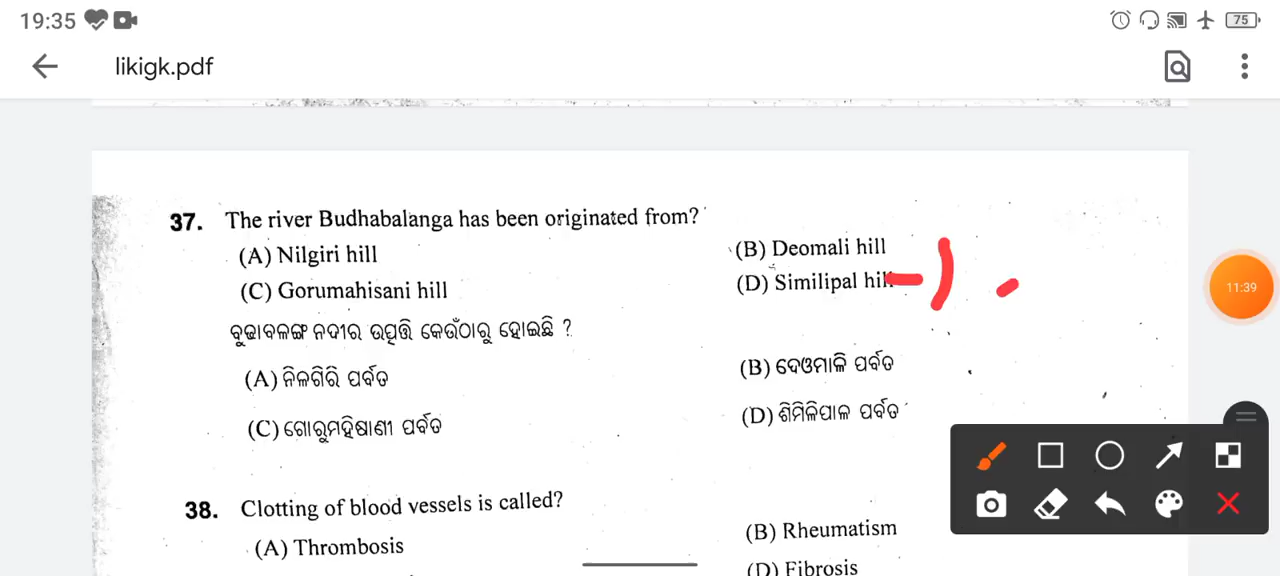 19:35
75
likigk.pdf
37. The river Budhabalanga has been originated from?
(A) Nilgiri hill
(B) Deomali hill
(C) Gorumahisani hill
(D) Similipal hill
ବୁଢାବଳଙ୍ଗ ନଦୀର ଉତ୍ପତ୍ତି କେଉଁଠାରୁ ହୋଇଛି ?
(A) ନିଳଗିରି ପର୍ବତ
(B) ଦେଓମାଳି ପର୍ବତ
(C) ଗୋରୁମହିଷାଣୀ ପର୍ବତ
(D) ଶିମିଳିପାଳ ପର୍ବତ
11:39
38. Clotting of blood vessels is called?
(A) Thrombosis
(B) Rheumatism
(D) Fibrosis